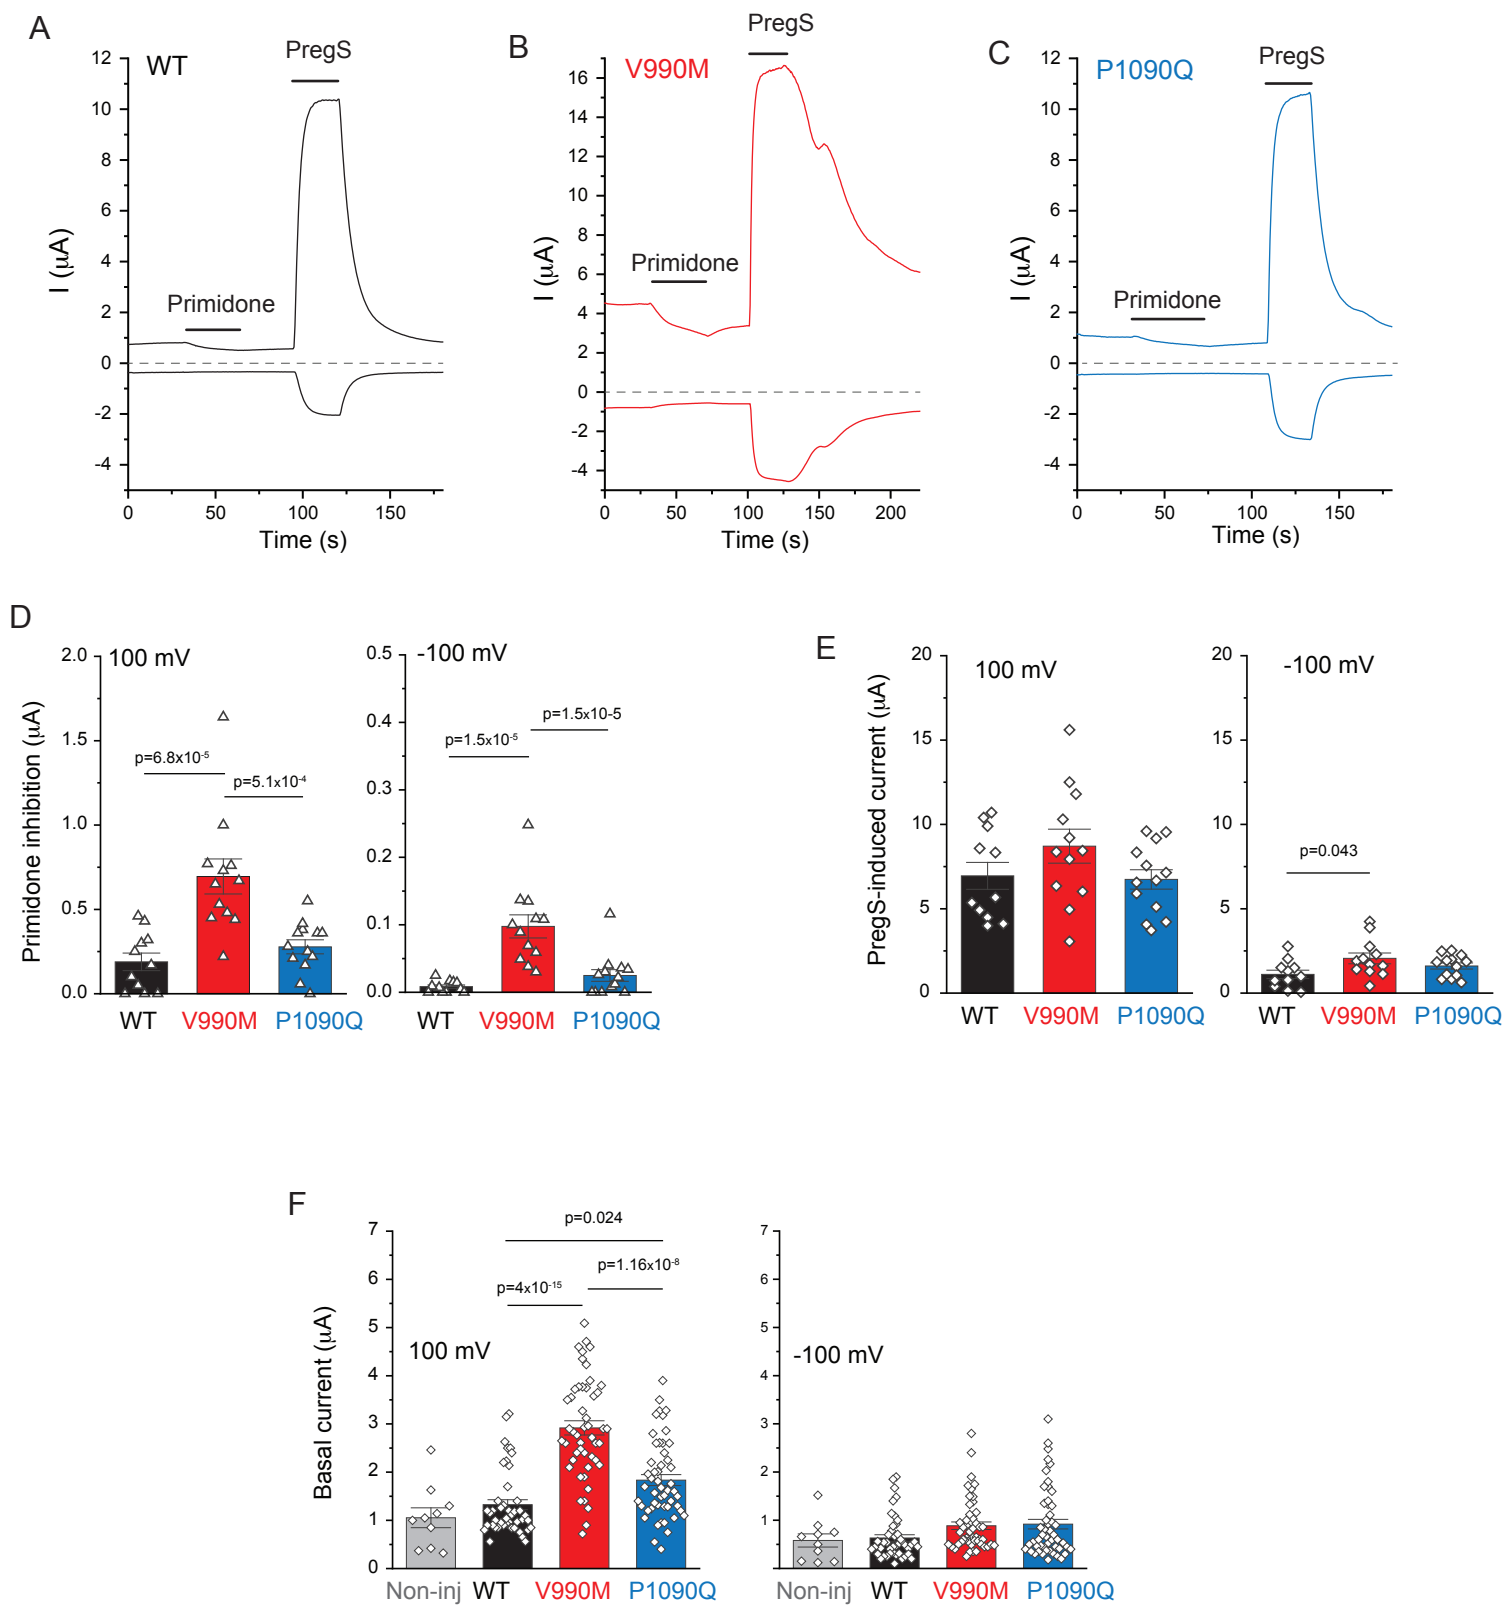 A
WT
PregS
Primidone
I (μA)
12
10
8
6
4
2
0
-2
-4
0 50 100 150
Time (s)
B
V990M
PregS
Primidone
I (μA)
16
14
12
10
8
6
4
2
0
-2
-4
0 50 100 150 200
Time (s)
C
P1090Q
PregS
Primidone
I (μA)
12
10
8
6
4
2
0
-2
-4
0 50 100 150
Time (s)
D
Primidone inhibition (μA)
100 mV
2.0
1.5
1.0
0.5
0.0
p=6.8x10-5
p=5.1x10-4
WT V990M P1090Q
-100 mV
0.5
0.4
0.3
0.2
0.1
0.0
p=1.5x10-5
p=1.5x10-5
WT V990M P1090Q
E
PregS-induced current (μA)
100 mV
20
15
10
5
0
WT V990M P1090Q
-100 mV
20
15
10
5
0
p=0.043
WT V990M P1090Q
F
Basal current (μA)
100 mV
7
6
5
4
3
2
1
0
p=0.024
p=1.16x10-8
p=4x10-15
Non-inj WT V990M P1090Q
-100 mV
7
6
5
4
3
2
1
Non-inj WT V990M P1090Q